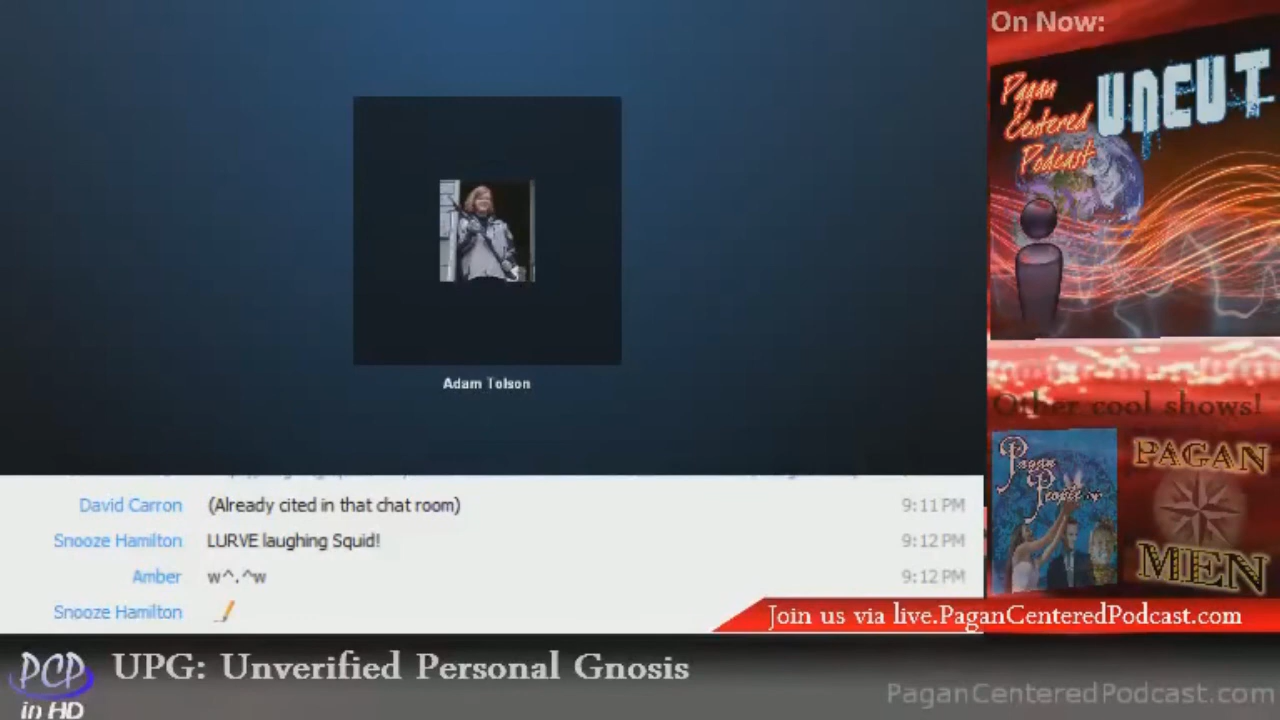 On Now:
Pagan
Centered
Podcast
UNCUT
Adam Tolson
Other cool shows!
Pagan
People
PAGAN
MEN
David Carron (Already cited in that chat room) 9:11 PM
Snooze Hamilton LURVE laughing Squid! 9:12 PM
Amber w^.^w 9:12 PM
Snooze Hamilton
Join us via live.PaganCenteredPodcast.com
PCP
in HD
UPG: Unverified Personal Gnosis
PaganCenteredPodcast.com